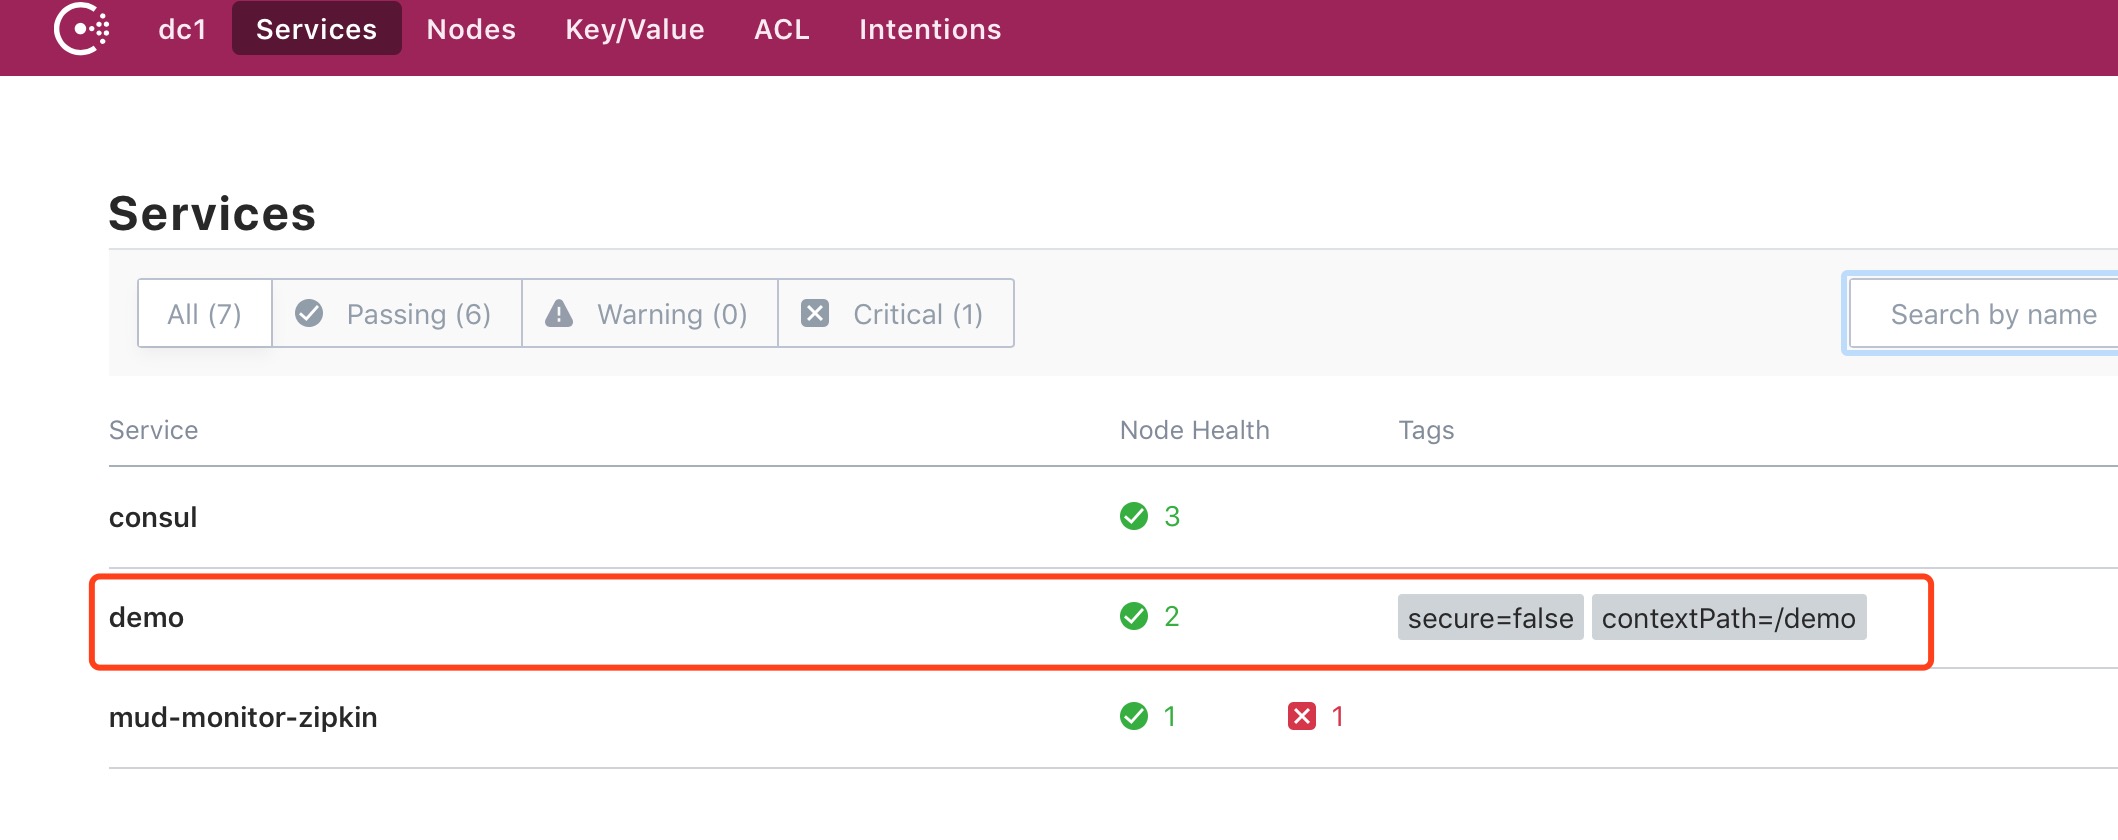 dc1 Services Nodes Key/Value ACL Intentions
Services
All (7) Passing (6) Warning (0) Critical (1) Search by name
Service Node Health Tags
consul 3
demo 2 secure=false contextPath=/demo
mud-monitor-zipkin 1 1